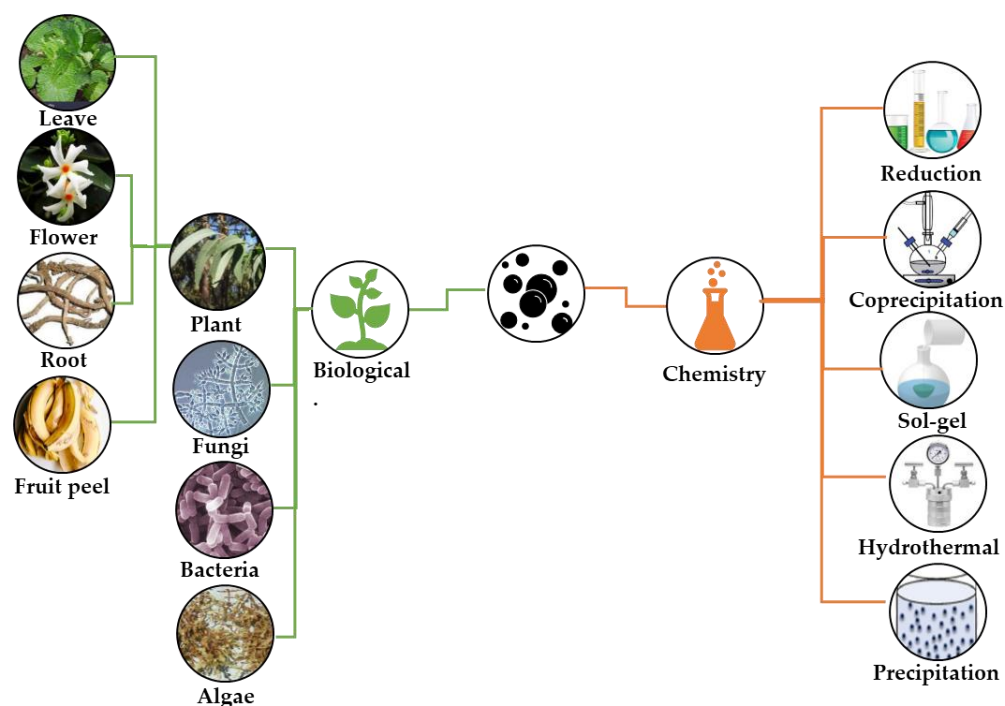 Leave
Flower
Root
Fruit peel
Plant
Fungi
Bacteria
Algae
Biological
.
Chemistry
Reduction
Coprecipitation
Sol-gel
Hydrothermal
Precipitation